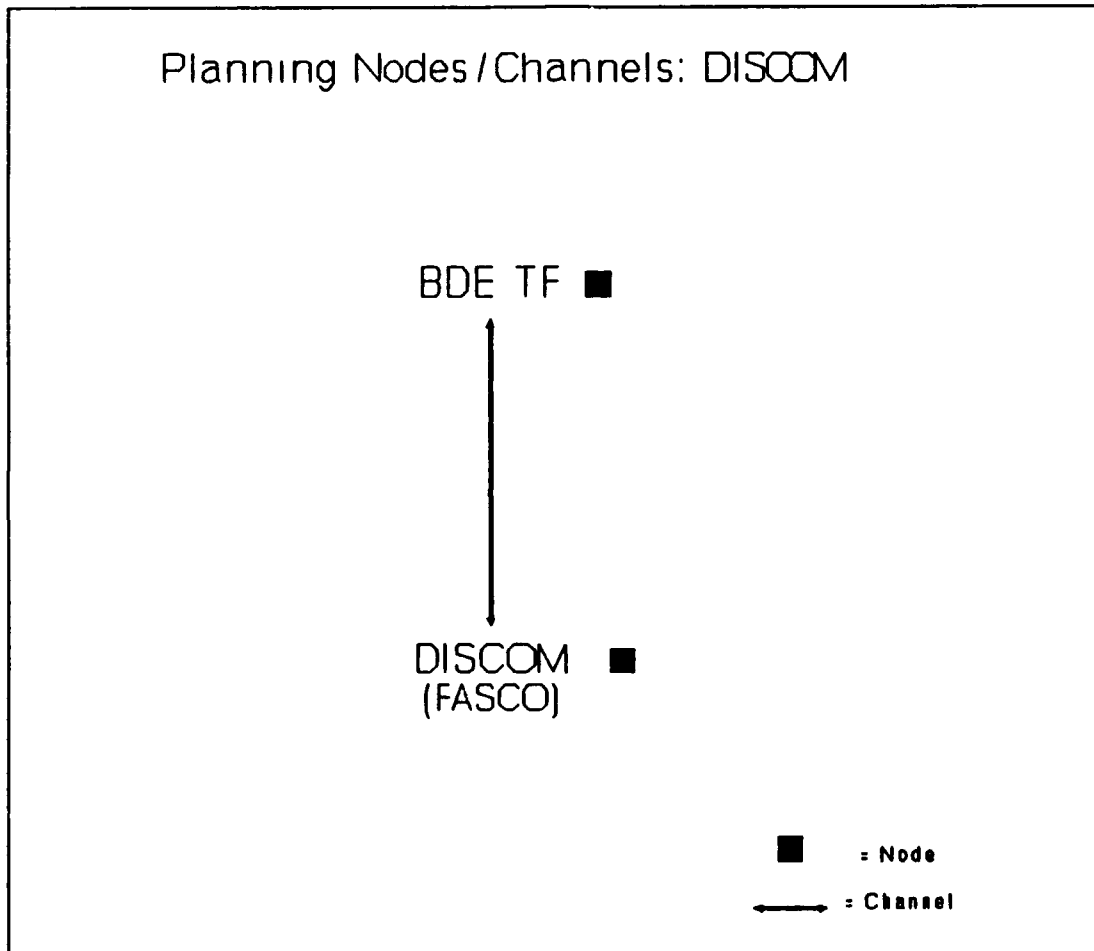 Planning Nodes/Channels: DISCOM
BDE TF
DISCOM
(FASCO)
= Node
= Channel